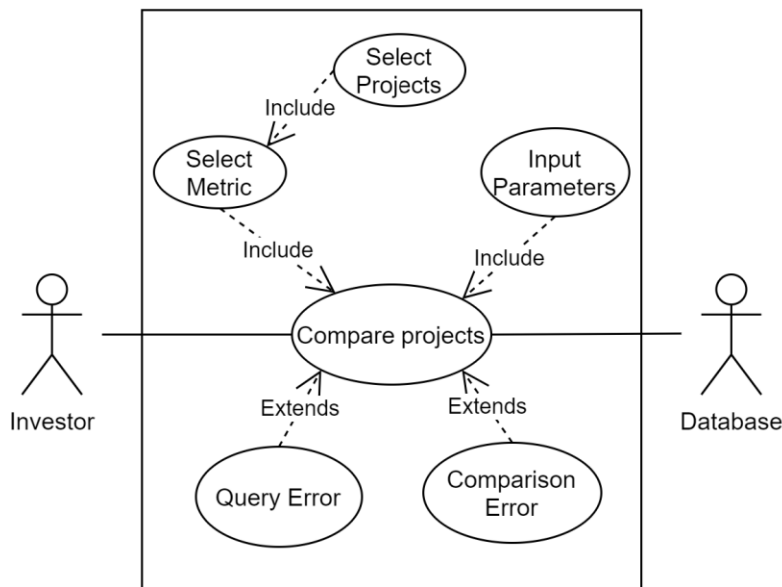 Select
Projects
Include
Select
Metric
Input
Parameters
Include
Include
Compare projects
Investor
Database
Extends
Extends
Query Error
Comparison
Error